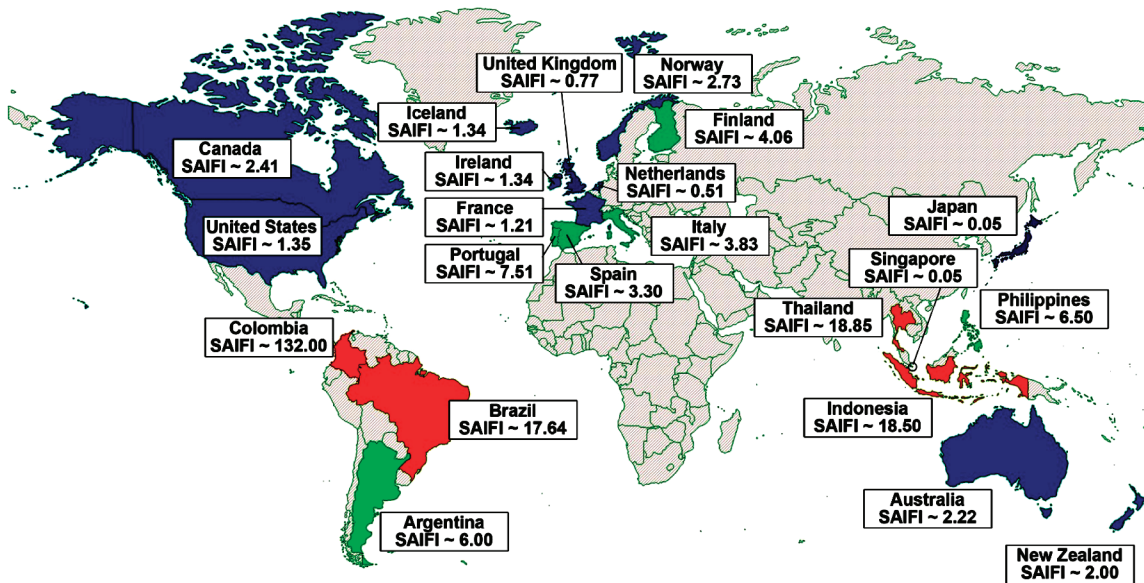 United Kingdom
SAIFI ~ 0.77
Norway
SAIFI ~ 2.73
Iceland
SAIFI ~ 1.34
Finland
SAIFI ~ 4.06
Canada
SAIFI ~ 2.41
Ireland
SAIFI ~ 1.34
Netherlands
SAIFI ~ 0.51
France
SAIFI ~ 1.21
Japan
SAIFI ~ 0.05
United States
SAIFI ~ 1.35
Italy
SAIFI ~ 3.83
Portugal
SAIFI ~ 7.51
Singapore
SAIFI ~ 0.05
Spain
SAIFI ~ 3.30
Philippines
SAIFI ~ 6.50
Thailand
SAIFI ~ 18.85
Colombia
SAIFI ~ 132.00
Brazil
SAIFI ~ 17.64
Indonesia
SAIFI ~ 18.50
Australia
SAIFI ~ 2.22
Argentina
SAIFI ~ 6.00
New Zealand
SAIFI ~ 2.00